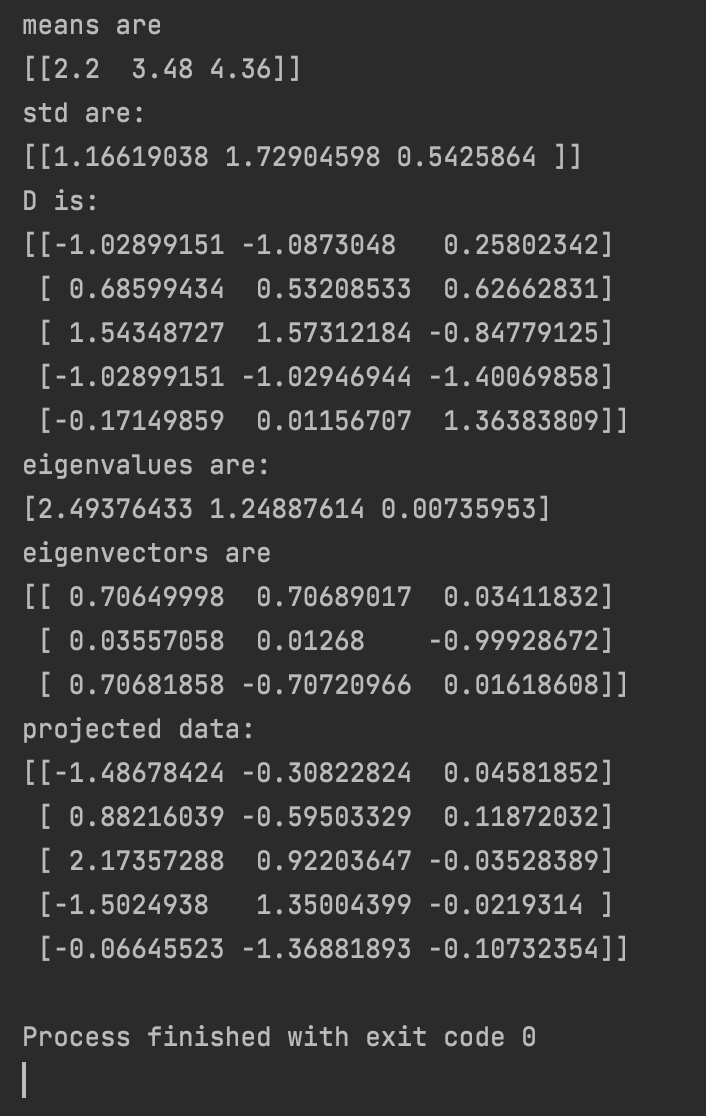 means are
[[2.2  3.48 4.36]]
std are:
[[1.16619038 1.72904598 0.5425864 ]]
D is:
[[-1.02899151 -1.0873048   0.25802342]
 [ 0.68599434  0.53208533  0.62662831]
 [ 1.54348727  1.57312184 -0.84779125]
 [-1.02899151 -1.02946944 -1.40069858]
 [-0.17149859  0.01156707  1.36383809]]
eigenvalues are:
[2.49376433 1.24887614 0.00735953]
eigenvectors are
[[ 0.70649998  0.70689017  0.03411832]
 [ 0.03557058  0.01268    -0.99928672]
 [ 0.70681858 -0.70720966  0.01618608]]
projected data:
[[-1.48678424 -0.30822824  0.04581852]
 [ 0.88216039 -0.59503329  0.11872032]
 [ 2.17357288  0.92203647 -0.03528389]
 [-1.5024938   1.35004399 -0.0219314 ]
 [-0.06645523 -1.36881893 -0.10732354]]
Process finished with exit code 0